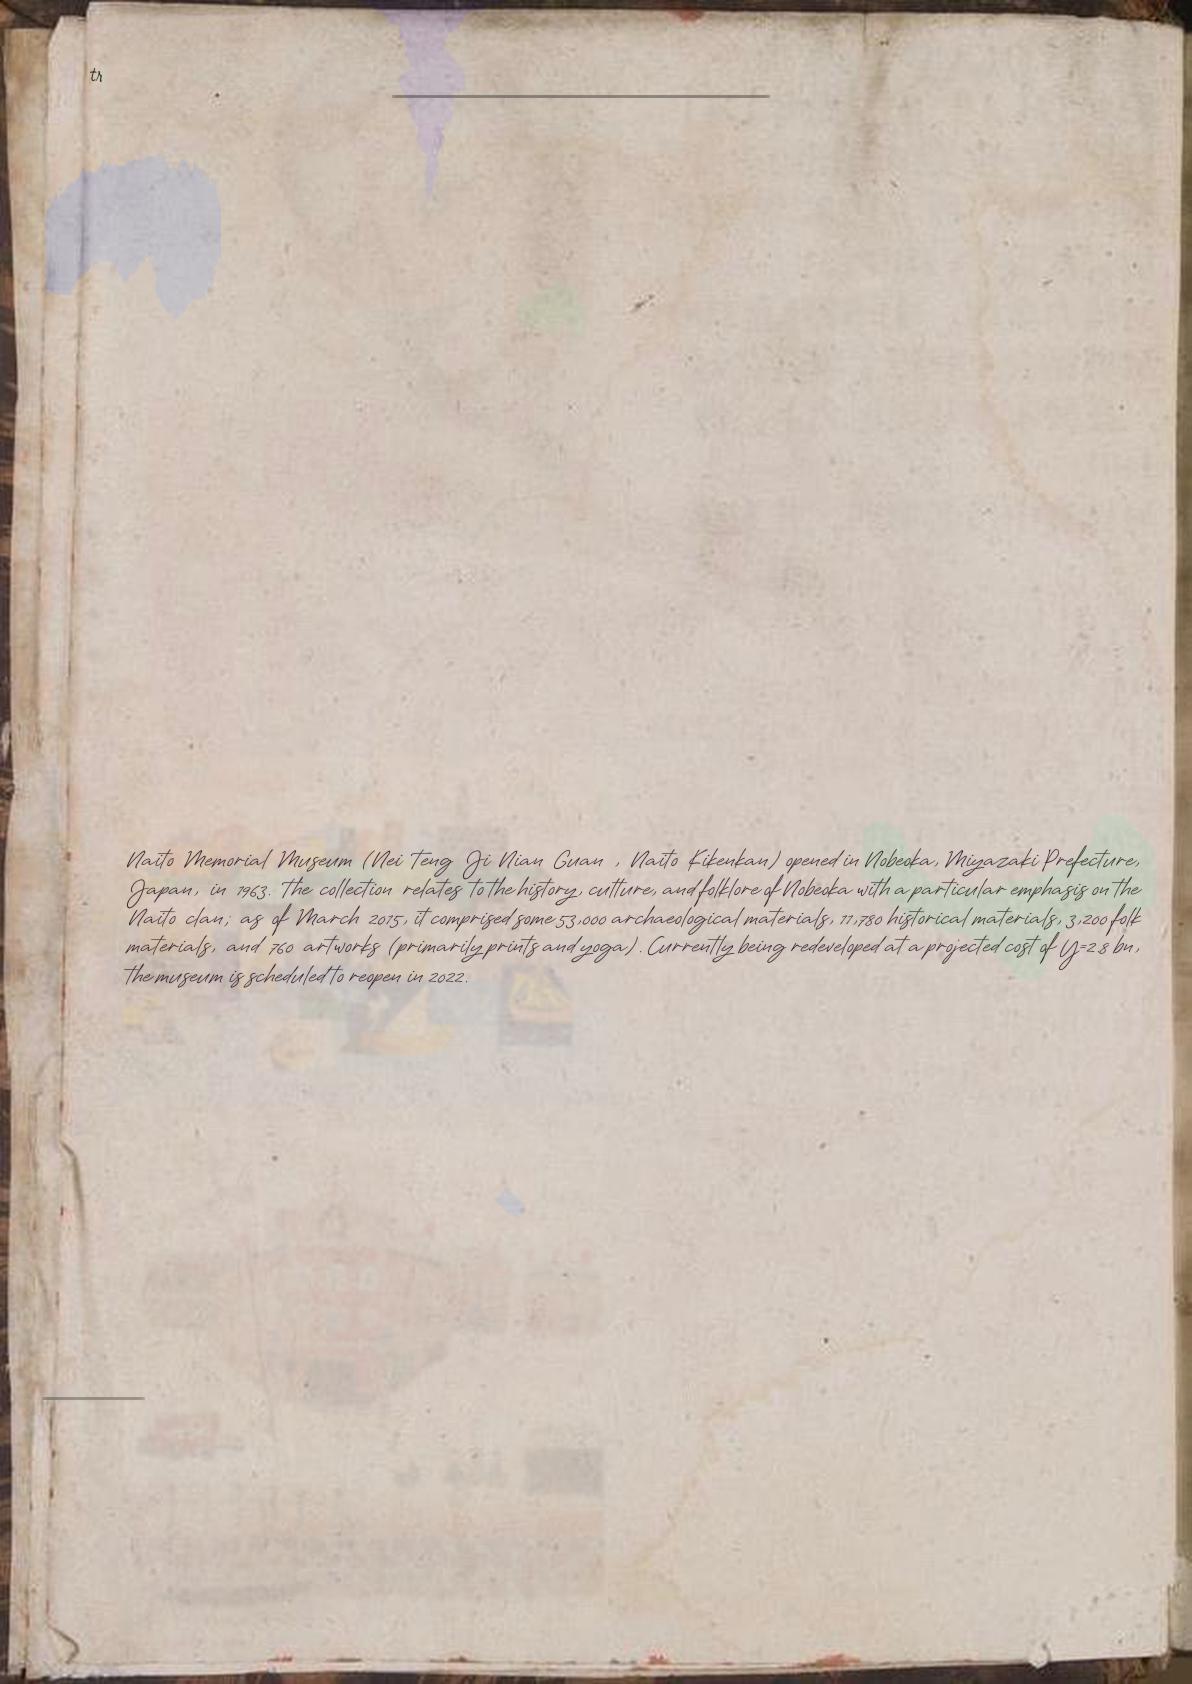 tr
Naito Memorial Museum (Nei Teng Ji Nian Guan , Naito Kikenkan) opened in Nobeoka, Miyazaki Prefecture,
Japan, in 1963. The collection relates to the history, culture, and folklore of Nobeoka with a particular emphasis on the
Naito clan; as of March 2015, it comprised some 53,000 archaeological materials, 11,780 historical materials, 3,200 folk
materials, and 760 artworks (primarily prints and yoga). Currently being redeveloped at a projected cost of Y=2.8 bn,
the museum is scheduled to reopen in 2022.